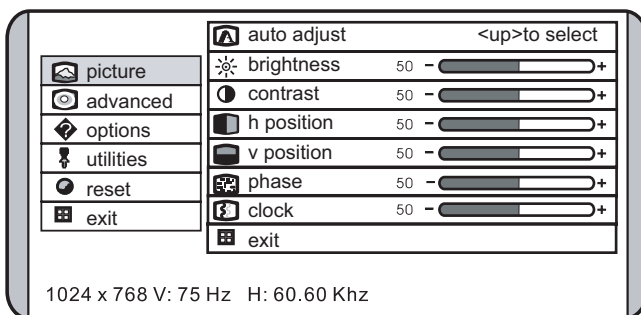 picture
advanced
options
utilities
reset
exit
auto adjust <up>to select
brightness 50 - +
contrast 50 - +
h position 50 - +
v position 50 - +
phase 50 - +
clock 50 - +
exit
1024 x 768 V: 75 Hz H: 60.60 Khz